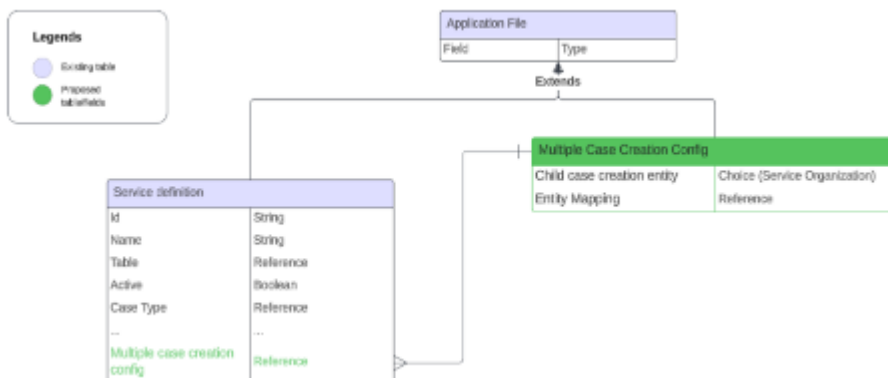 Legends
Existing table
Proposed
table/fields
Application File
Field Type
Extends
Multiple Case Creation Config
Child case creation entity Choice (Service Organization)
Entity Mapping Reference
Service definition
Id String
Name String
Table Reference
Active Boolean
Case Type Reference
... ...
Multiple case creation
config Reference